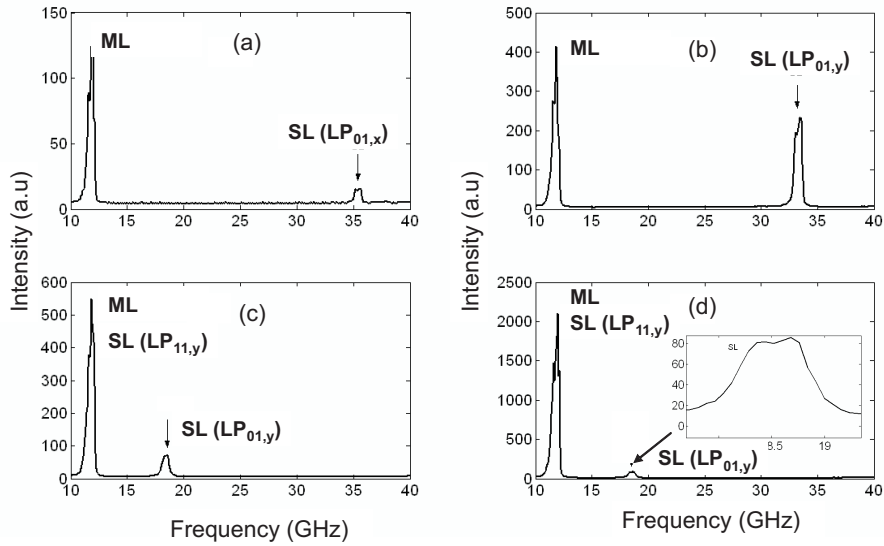 (a)
ML
SL (LP01,x)
150
100
50
0
10 15 20 25 30 35 40
(b)
ML
SL (LP01,y)
500
400
300
200
100
0
10 15 20 25 30 35 40
Intensity (a.u)
Intensity (a.u)
(c)
ML
SL (LP11,y)
SL (LP01,y)
600
500
400
300
200
100
0
10 15 20 25 30 35 40
Frequency (GHz)
(d)
ML
SL (LP11,y)
SL (LP01,y)
2500
2000
1500
1000
500
0
10 15 20 25 30 35 40
SL
80
60
40
20
0
8.5 19
Frequency (GHz)